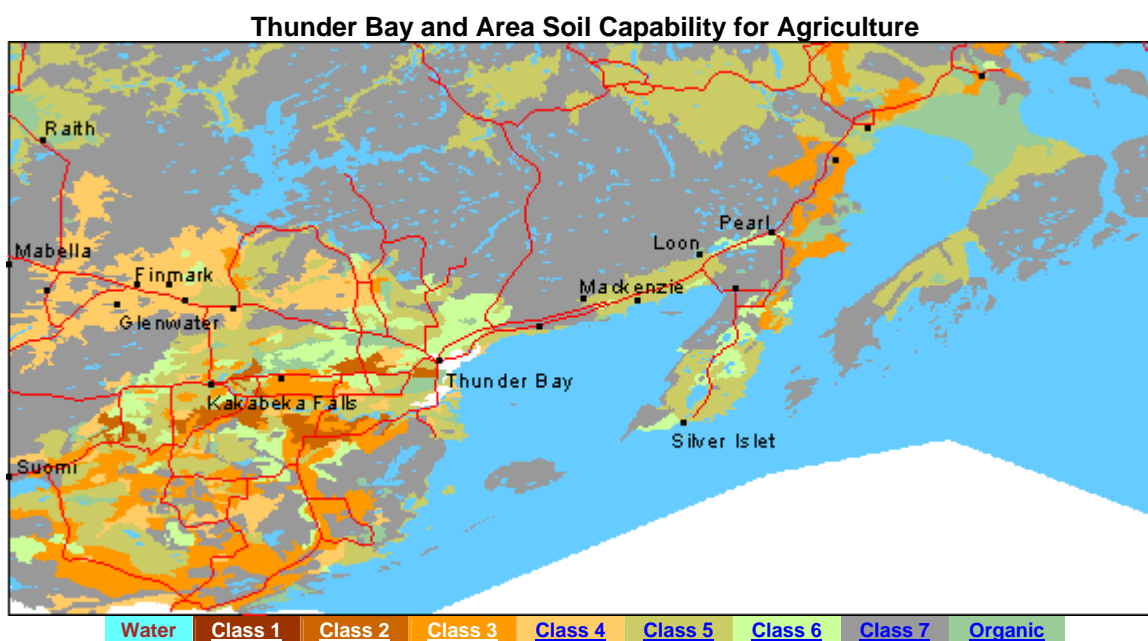 Thunder Bay and Area Soil Capability for Agriculture
Raith
Pearl
Loon
Mabella
Finmark
Mackenzie
Glenwater
Thunder Bay
Kakabeka Falls
Silver Islet
Suomi
Water Class 1 Class 2 Class 3 Class 4 Class 5 Class 6 Class 7 Organic